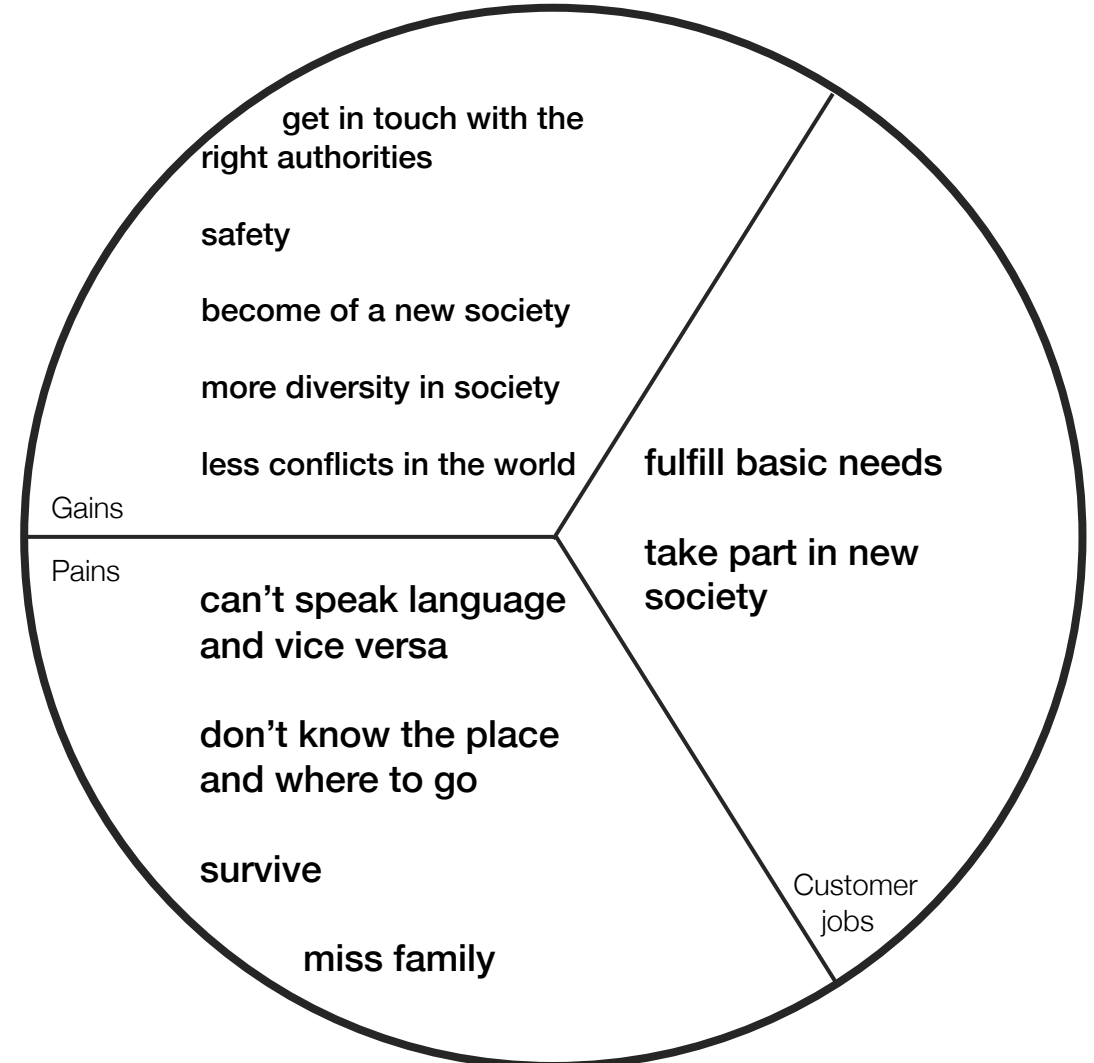 get in touch with the
right authorities
safety
become of a new society
more diversity in society
less conflicts in the world
Gains
Pains
can’t speak language
and vice versa
don’t know the place
and where to go
survive
miss family
fulfill basic needs
take part in new
society
Customer
jobs